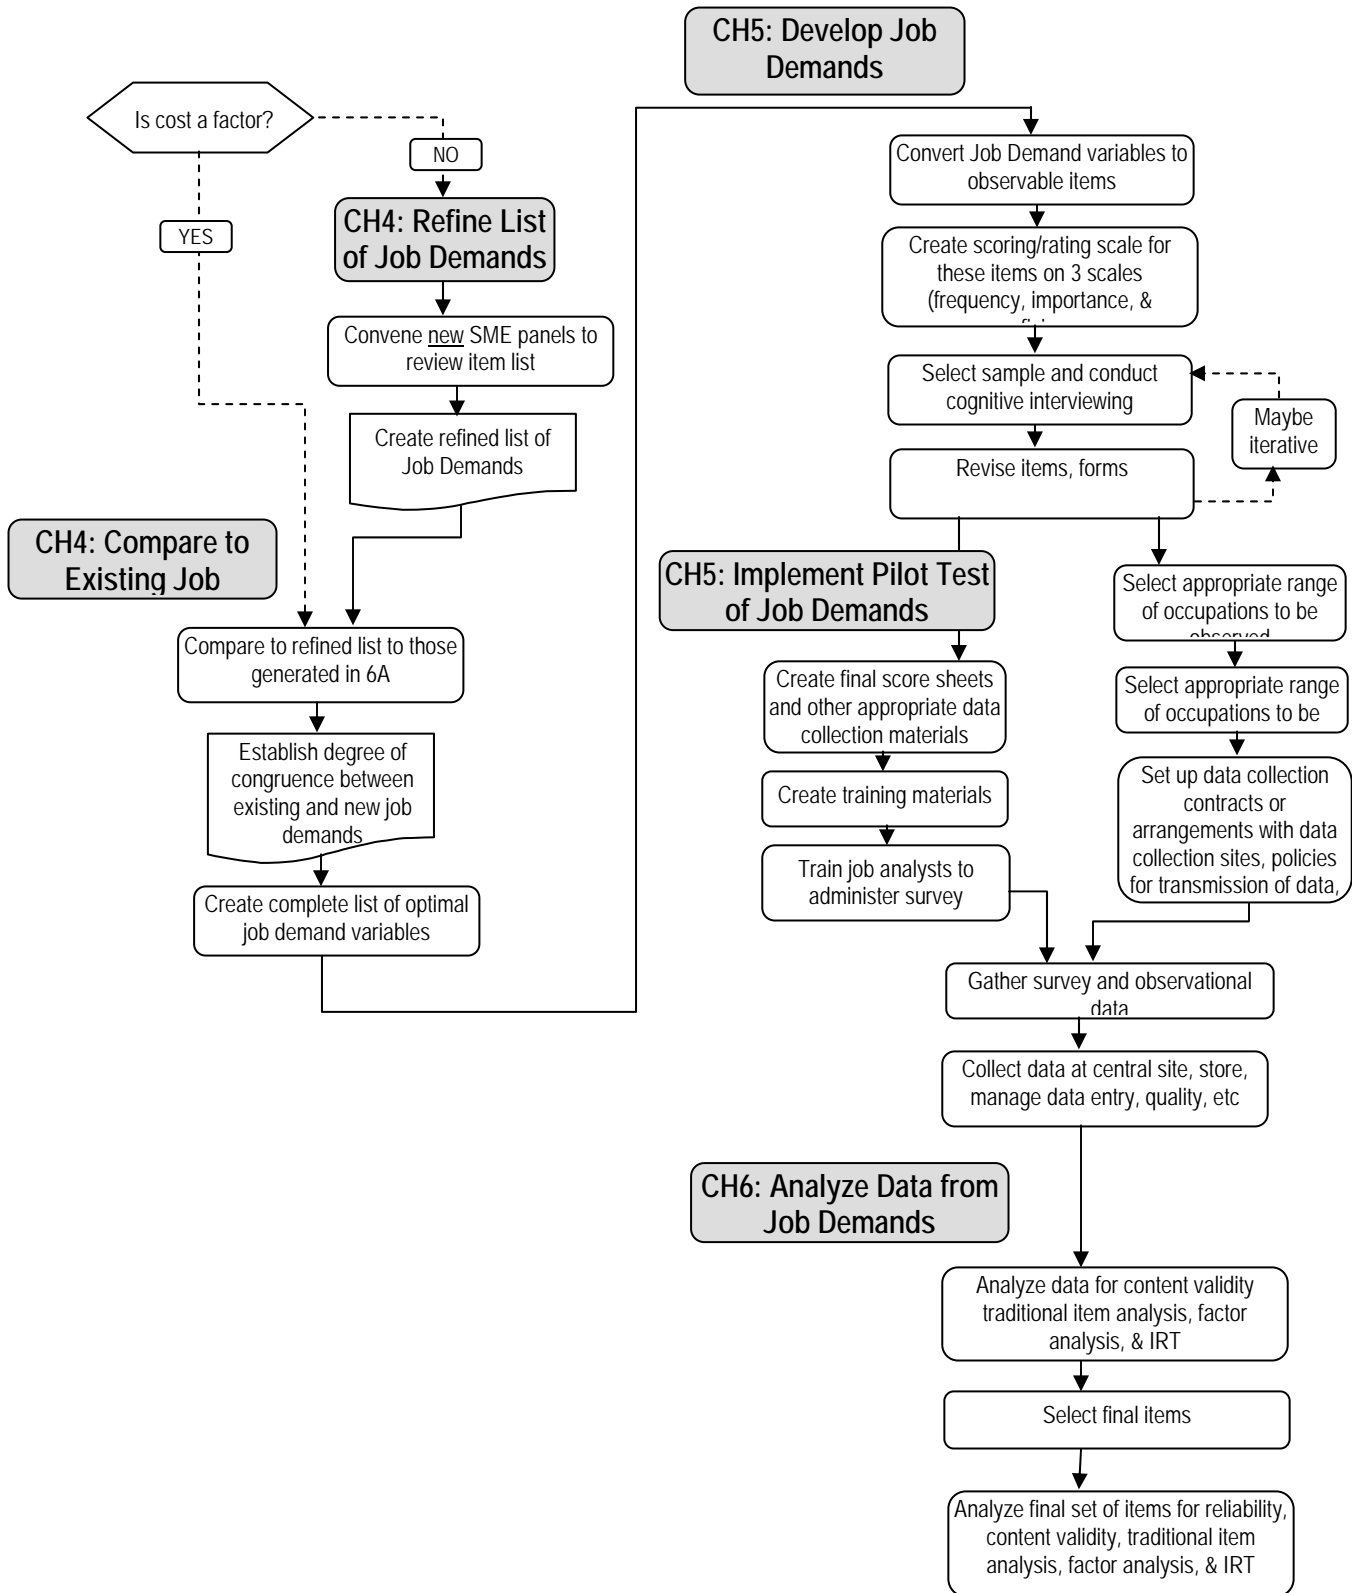 Is cost a factor?
NO
YES
CH4: Refine List
of Job Demands
Convene new SME panels to
review item list
Create refined list of
Job Demands
CH4: Compare to
Existing Job
Compare to refined list to those
generated in 6A
Establish degree of
congruence between
existing and new job
demands
Create complete list of optimal
job demand variables
CH5: Develop Job
Demands
Convert Job Demand variables to
observable items
Create scoring/rating scale for
these items on 3 scales
(frequency, importance, &
Select sample and conduct
cognitive interviewing
Maybe
iterative
Revise items, forms
CH5: Implement Pilot Test
of Job Demands
Create final score sheets
and other appropriate data
collection materials
Create training materials
Train job analysts to
administer survey
Select appropriate range
of occupations to be
observed
Select appropriate range
of occupations to be
Set up data collection
contracts or
arrangements with data
collection sites, policies
for transmission of data,
Gather survey and observational
data
Collect data at central site, store,
manage data entry, quality, etc
CH6: Analyze Data from
Job Demands
Analyze data for content validity
traditional item analysis, factor
analysis, & IRT
Select final items
Analyze final set of items for reliability,
content validity, traditional item
analysis, factor analysis, & IRT